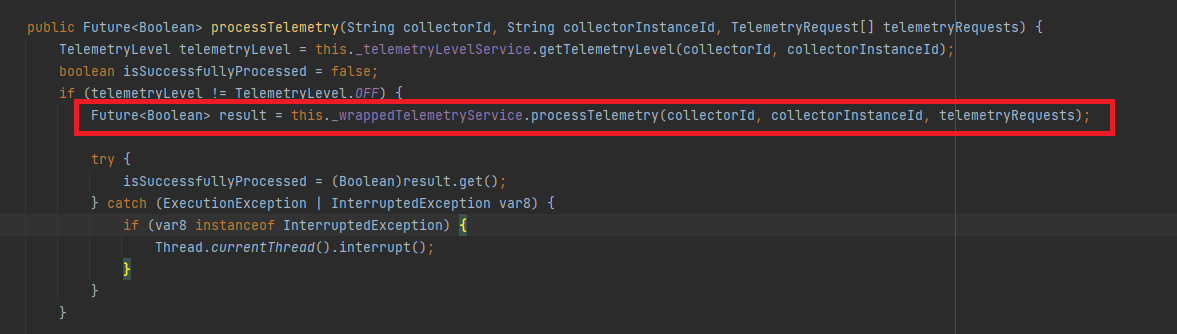 public Future<Boolean> processTelemetry(String collectorId, String collectorInstanceId, TelemetryRequest[] telemetryRequests) {
TelemetryLevel telemetryLevel = this._telemetryLevelService.getTelemetryLevel(collectorId, collectorInstanceId);
boolean isSuccessfullyProcessed = false;
if (telemetryLevel != TelemetryLevel.OFF) {
Future<Boolean> result = this._wrappedTelemetryService.processTelemetry(collectorId, collectorInstanceId, telemetryRequests);
try {
isSuccessfullyProcessed = (Boolean)result.get();
} catch (ExecutionException | InterruptedException var8) {
if (var8 instanceof InterruptedException) {
Thread.currentThread().interrupt();
}
}
}